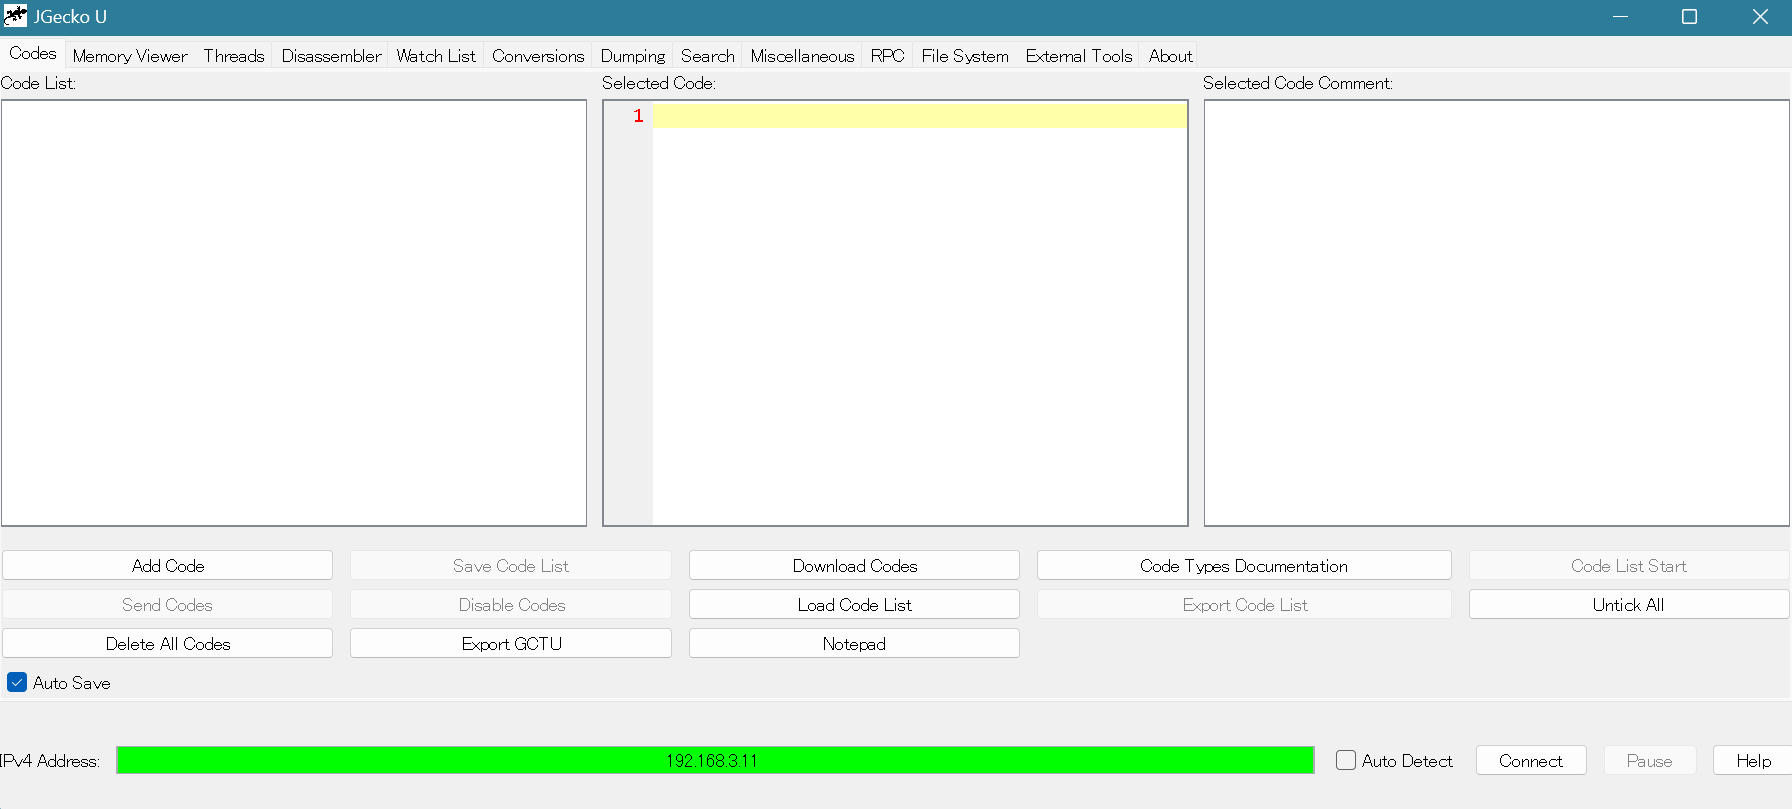 JGecko U
Codes Memory Viewer Threads Disassembler Watch List Conversions Dumping Search Miscellaneous RPC File System External Tools About
Code List: Selected Code: Selected Code Comment:
1
Add Code Save Code List Download Codes Code Types Documentation Code List Start
Send Codes Disable Codes Load Code List Export Code List Untick All
Delete All Codes Export GCTU Notepad
Auto Save
IPv4 Address: 192.168.3.11 Auto Detect Connect Pause Help